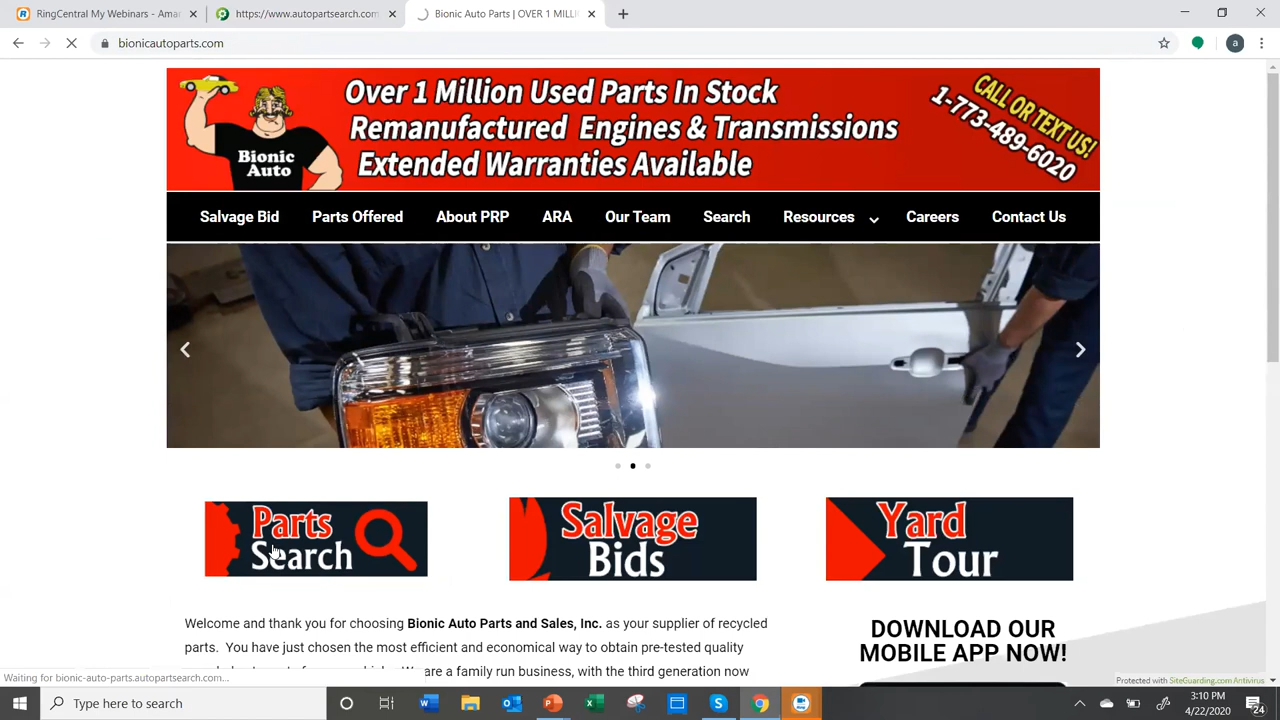 RingCentral My Webinars - Ama
https://www.autopartsearch.com
Bionic Auto Parts | OVER 1 MILLI
bionicautoparts.com
a
Bionic
Auto
Over 1 Million Used Parts In Stock
Remanufactured Engines & Transmissions
Extended Warranties Available
CALL OR TEXT US!
1-773-489-6020
Salvage Bid Parts Offered About PRP ARA Our Team Search Resources Careers Contact Us
Parts
Search
Salvage
Bids
Yard
Tour
Welcome and thank you for choosing Bionic Auto Parts and Sales, Inc. as your supplier of recycled
parts. You have just chosen the most efficient and economical way to obtain pre-tested quality
are a family run business, with the third generation now
DOWNLOAD OUR
MOBILE APP NOW!
Waiting for bionic-auto-parts.autopartsearch.com...
Protected with SiteGuarding.com Antivirus
Type here to search
3:10 PM
4/22/2020
24